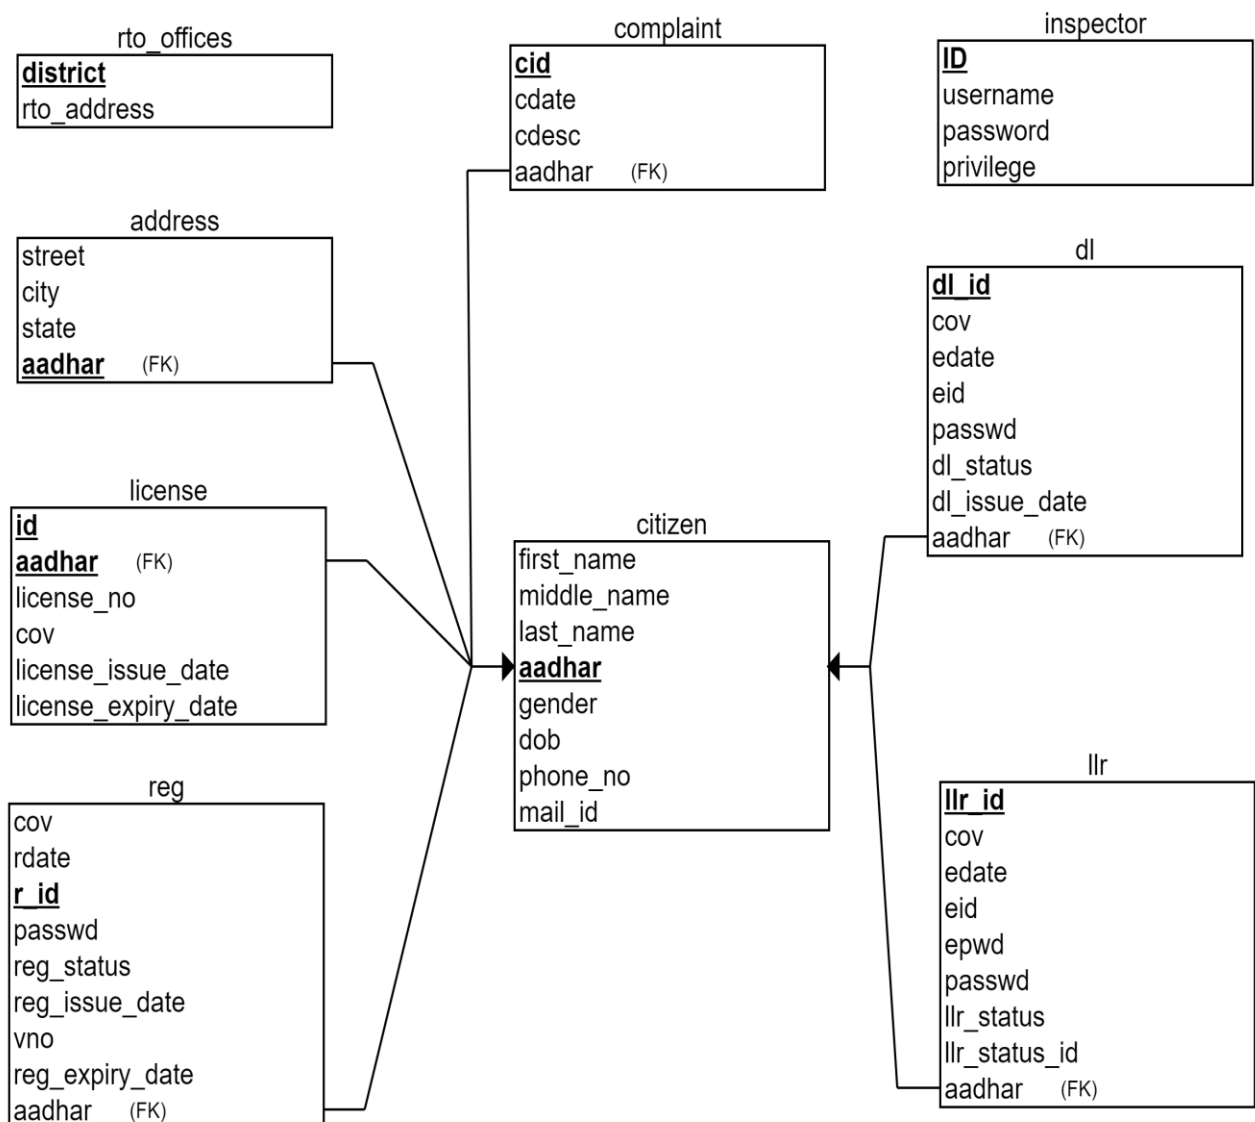 rto_offices
district
rto_address
complaint
cid
cdate
cdesc
aadhar (FK)
inspector
ID
username
password
privilege
address
street
city
state
aadhar (FK)
dl
dl_id
cov
edate
eid
passwd
dl_status
dl_issue_date
aadhar (FK)
license
id
aadhar (FK)
license_no
cov
license_issue_date
license_expiry_date
citizen
first_name
middle_name
last_name
aadhar
gender
dob
phone_no
mail_id
reg
cov
rdate
r_id
passwd
reg_status
reg_issue_date
vno
reg_expiry_date
aadhar (FK)
llr
llr_id
cov
edate
eid
epwd
passwd
llr_status
llr_status_id
aadhar (FK)